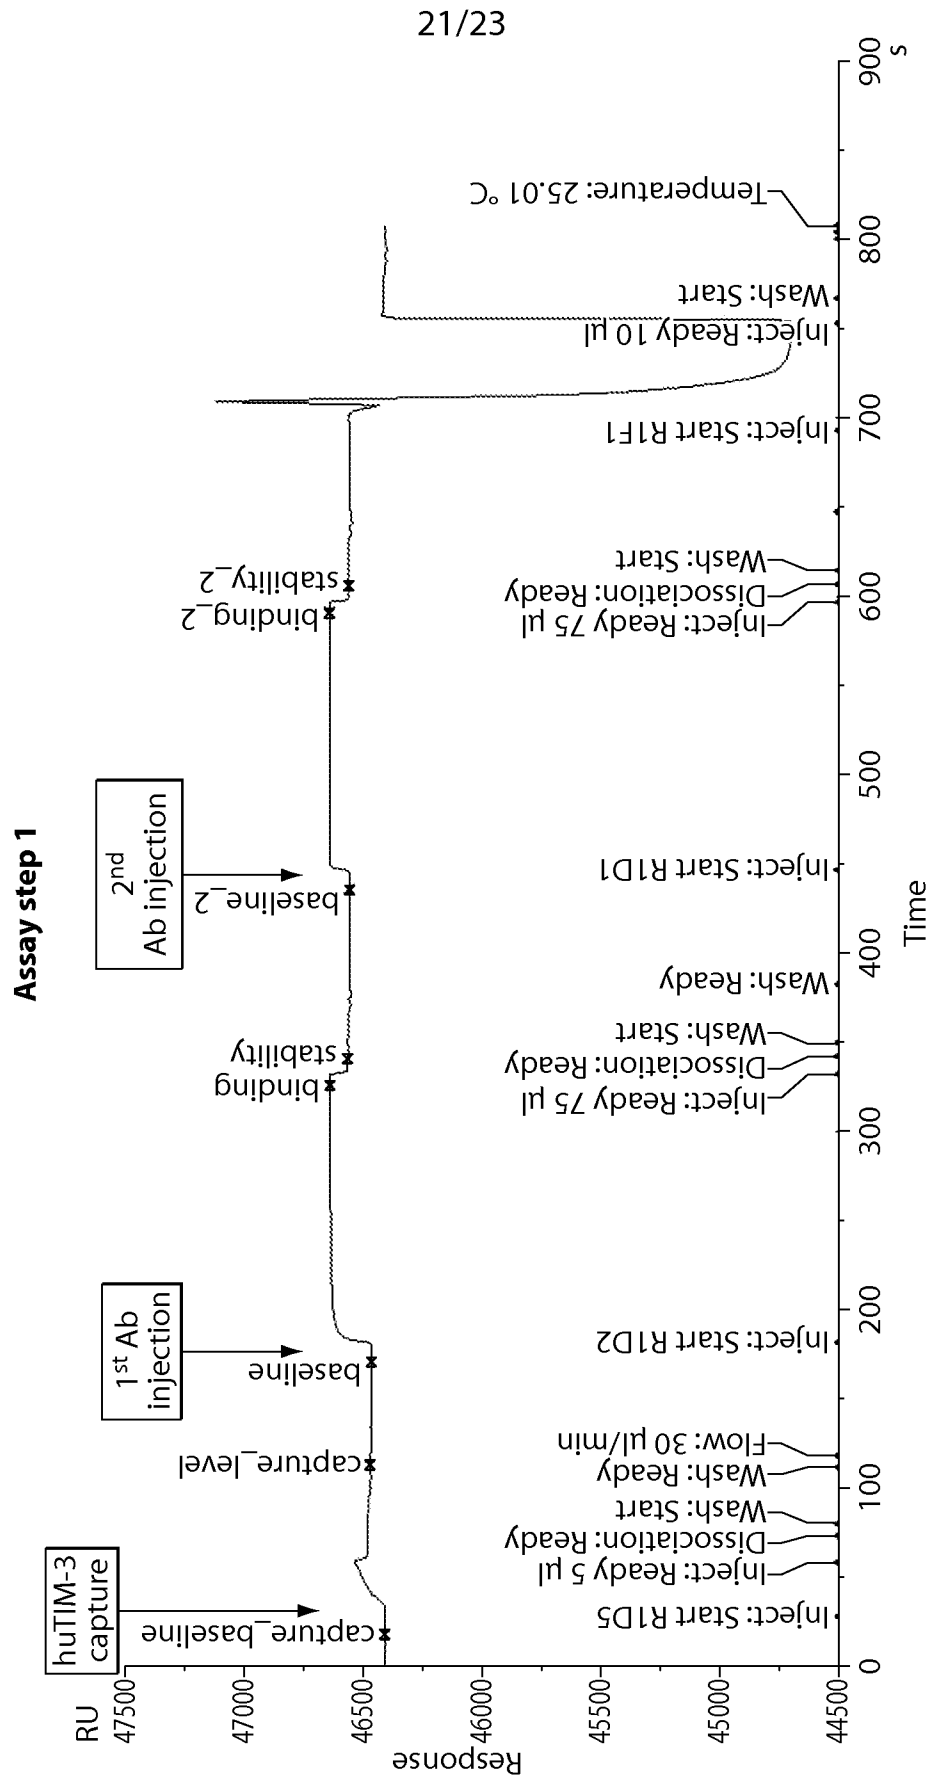 21/23
Assay step 1
huTIM-3
capture
1st Ab
injection
2nd
Ab injection
RU
47500
47000
46500
46000
45500
45000
44500
Response
capture_baseline
capture_level
baseline
binding
stability
baseline_2
binding_2
stability_2
Inject: Start R1D5
Inject: Ready 5 µl
Dissociation: Ready
Wash: Start
Wash: Ready
Flow: 30 µl/min
Inject: Start R1D2
Inject: Ready 75 µl
Dissociation: Ready
Wash: Start
Wash: Ready
Inject: Start R1D1
Inject: Ready 75 µl
Dissociation: Ready
Wash: Start
Inject: Start R1F1
Inject: Ready 10 µl
Wash: Start
Temperature: 25.01 °C
0
100
200
300
400
500
600
700
800
900
s
Time